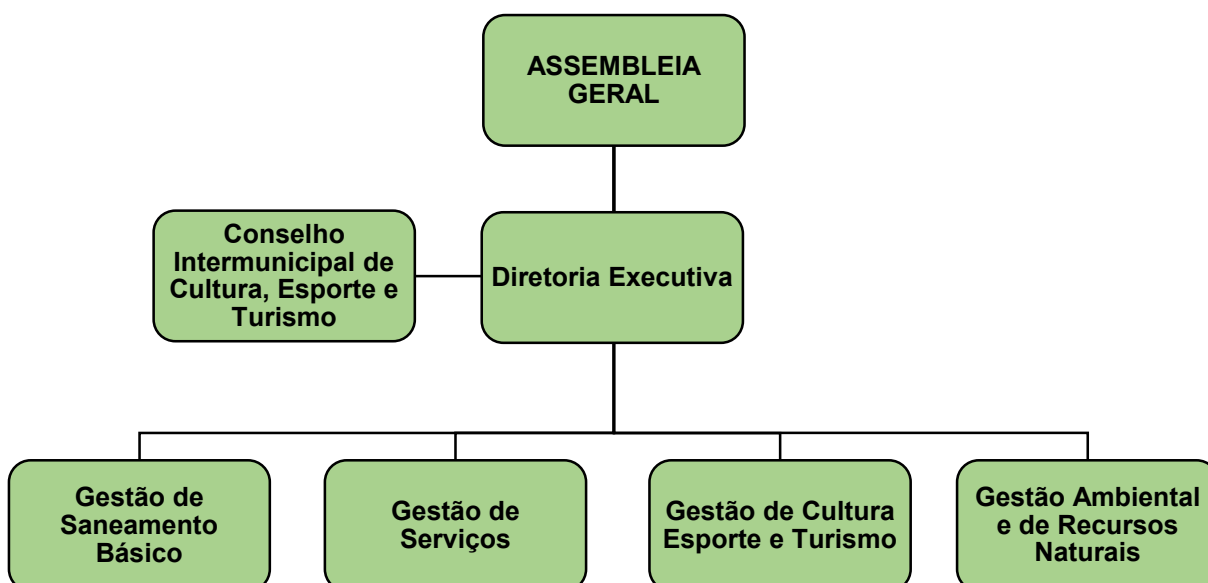 ASSEMBLEIA
GERAL
Conselho
Intermunicipal de
Cultura, Esporte e
Turismo
Diretoria Executiva
Gestão de
Saneamento
Básico
Gestão de
Serviços
Gestão de Cultura
Esporte e Turismo
Gestão Ambiental
e de Recursos
Naturais